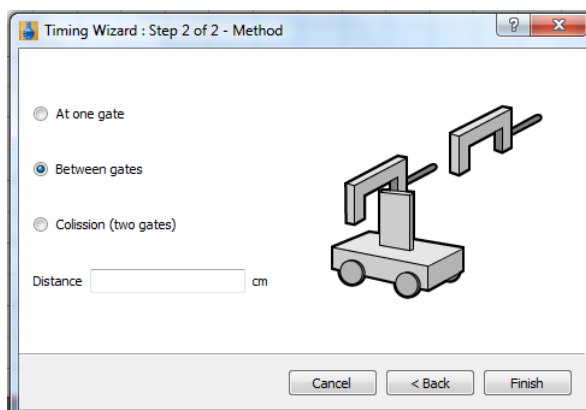 Timing Wizard : Step 2 of 2 - Method
At one gate
Between gates
Colission (two gates)
Distance cm
Cancel < Back Finish